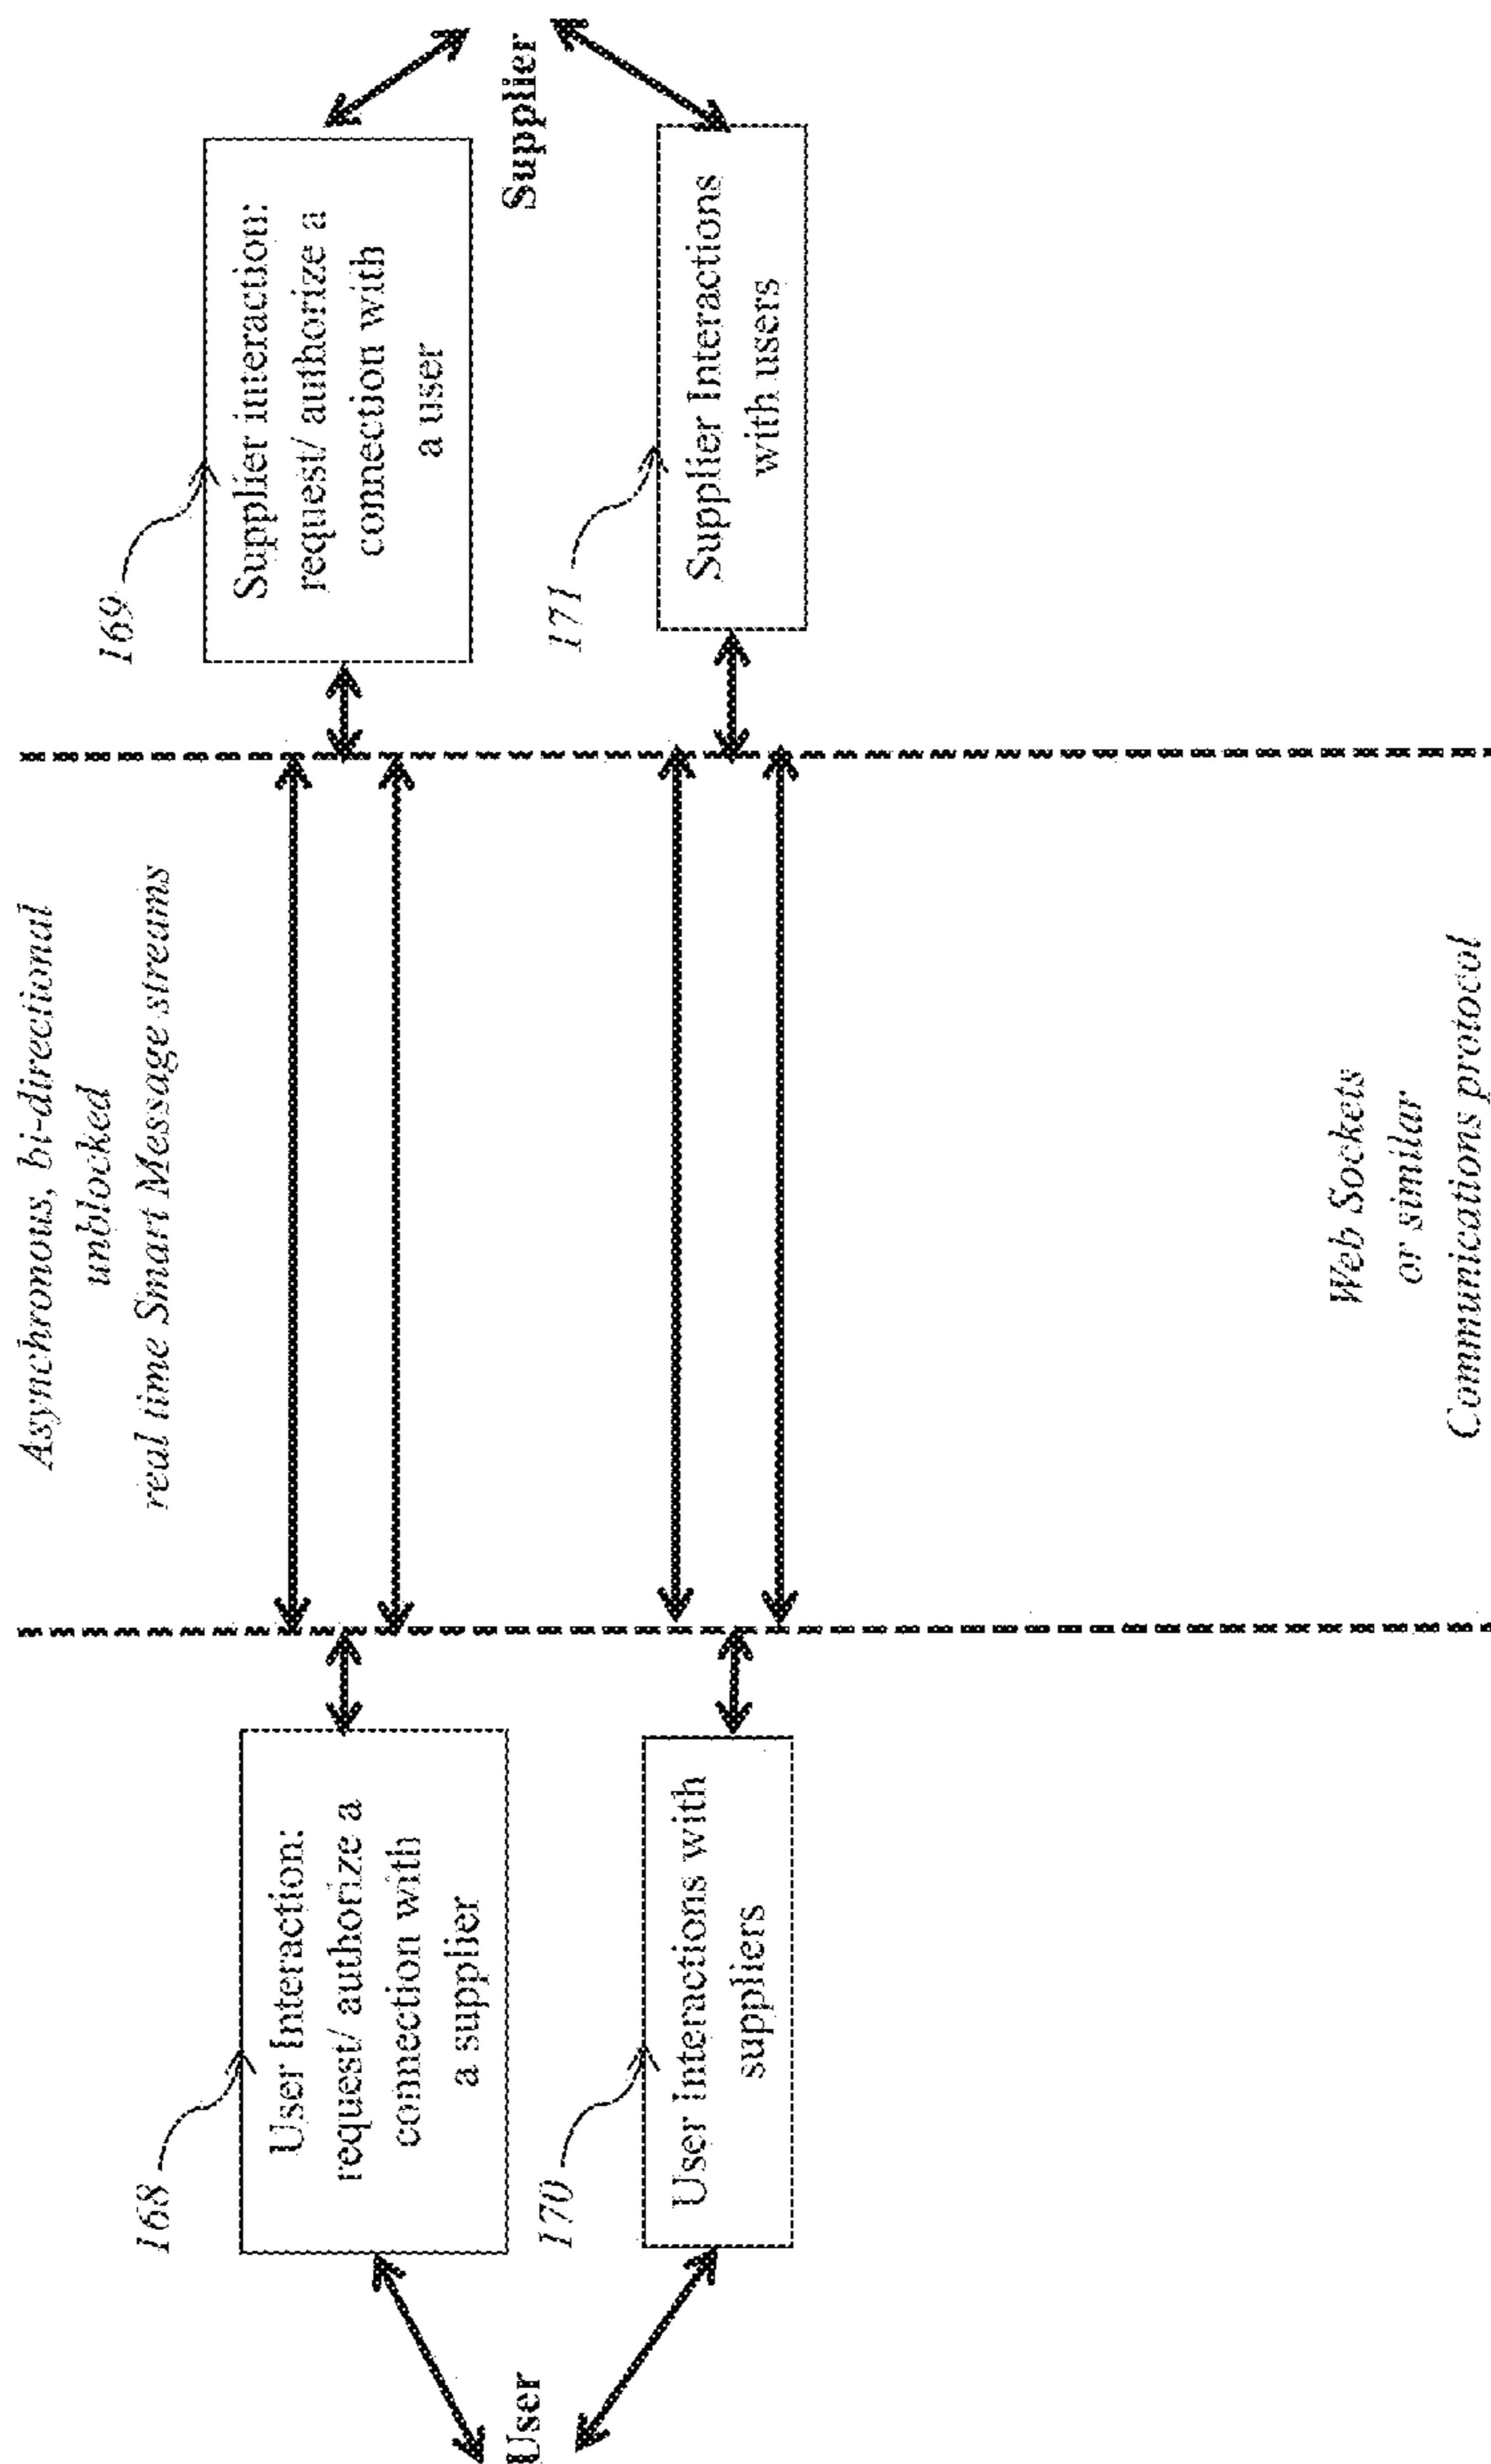 Asynchronous, bi-directional
unblocked
real time Smart Message streams
168
User Interaction:
request/ authorize a
connection with
a supplier
169
Supplier interaction:
request/ authorize a
connection with
a user
User
Supplier
170
User Interactions with
suppliers
171
Supplier Interactions
with users
Web Sockets
or similar
Communications protocol